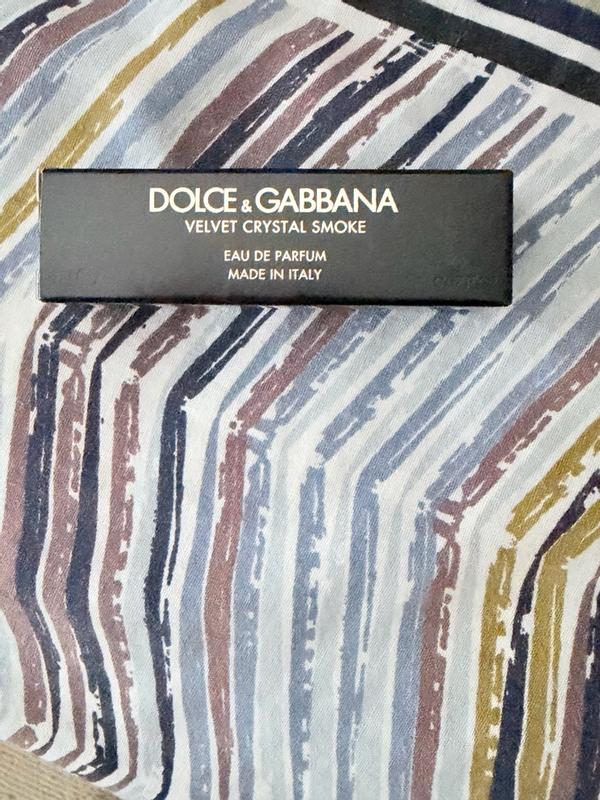 DOLCE & GABBANA
VELVET CRYSTAL SMOKE
EAU DE PARFUM
MADE IN ITALY